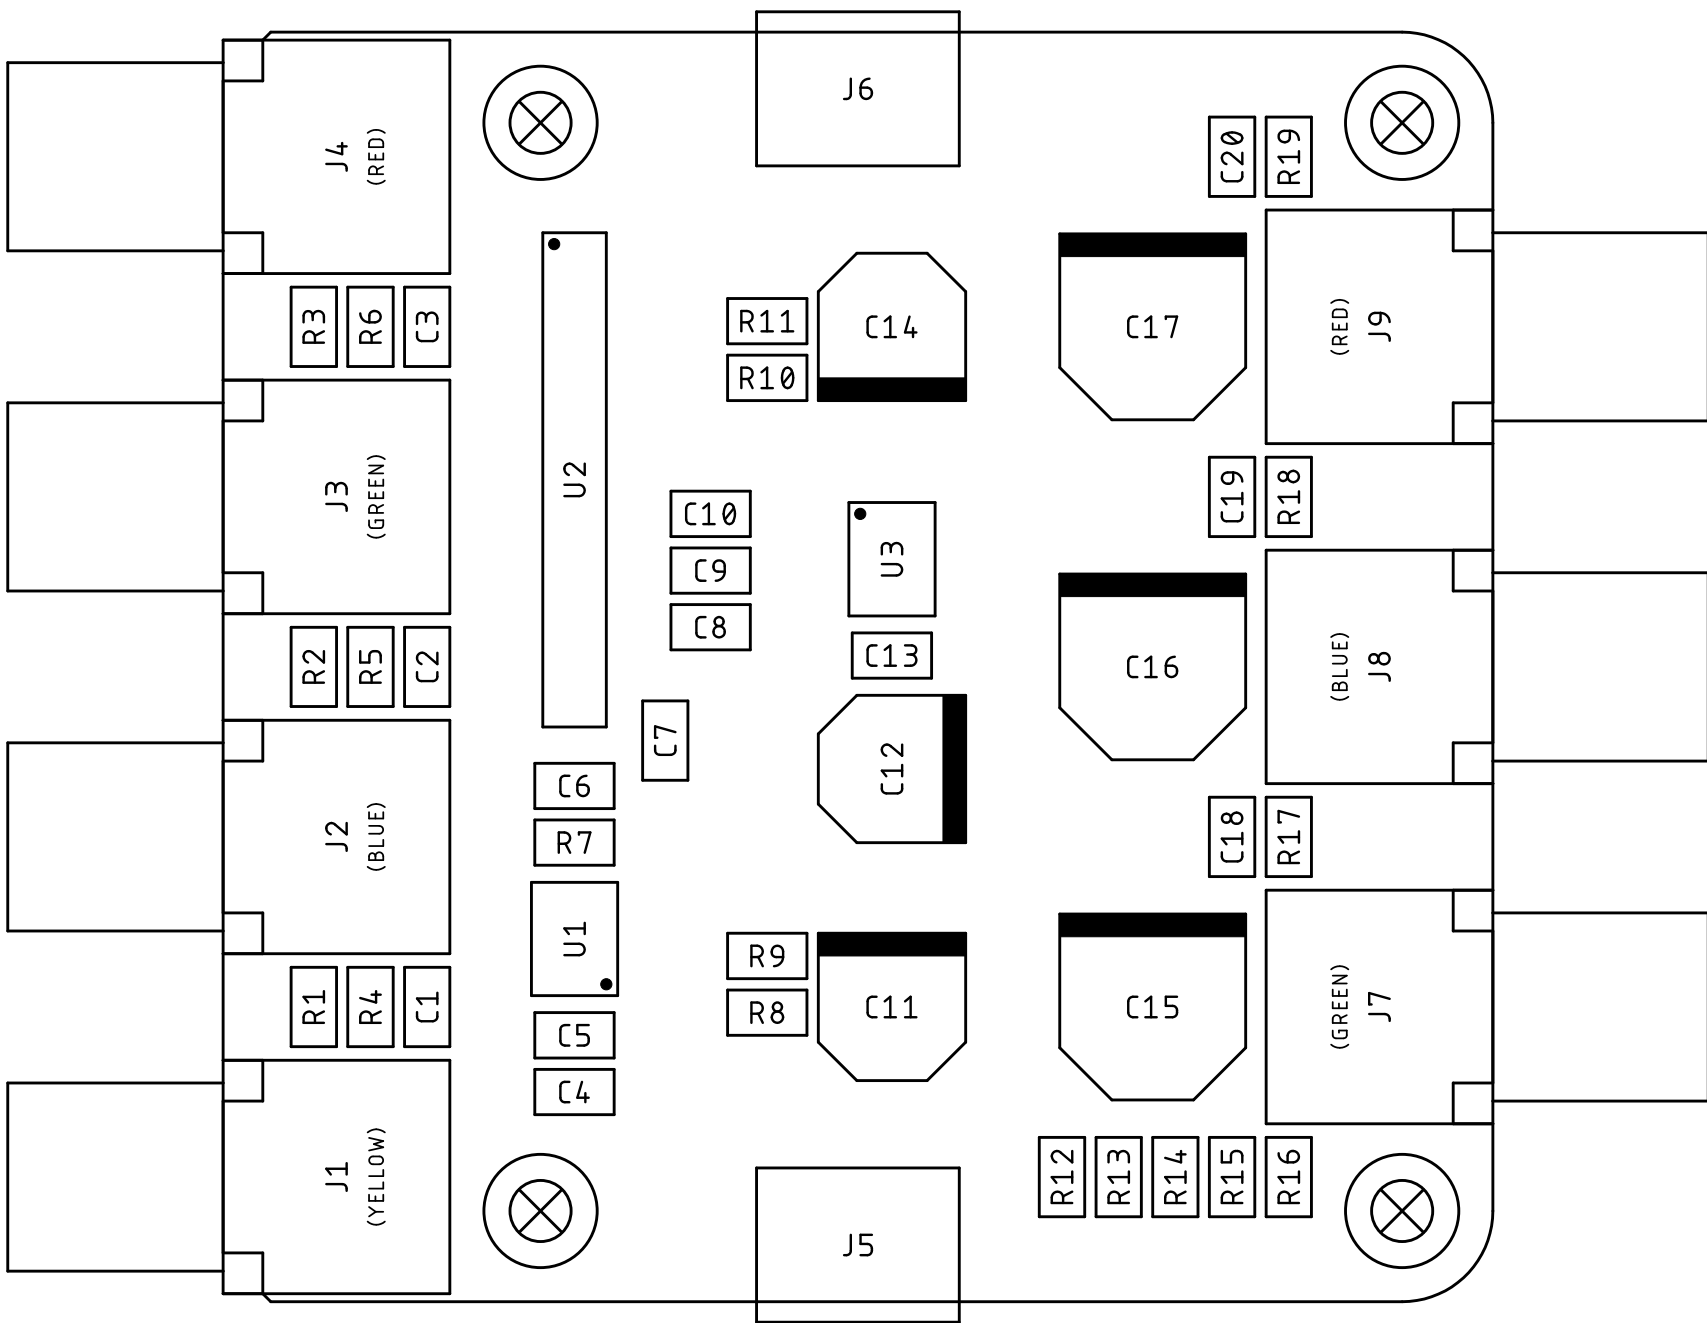 J6
J4
(RED)
C20
R19
R3
R6
C3
R11
R10
C14
C17
(RED)
J9
J3
(GREEN)
U2
C10
C9
C8
U3
C13
C19
R18
R2
R5
C2
C7
C12
C16
(BLUE)
J8
J2
(BLUE)
C6
R7
U1
C18
R17
R1
R4
C1
C5
C4
R9
R8
C11
C15
(GREEN)
J7
J1
(YELLOW)
J5
R12
R13
R14
R15
R16